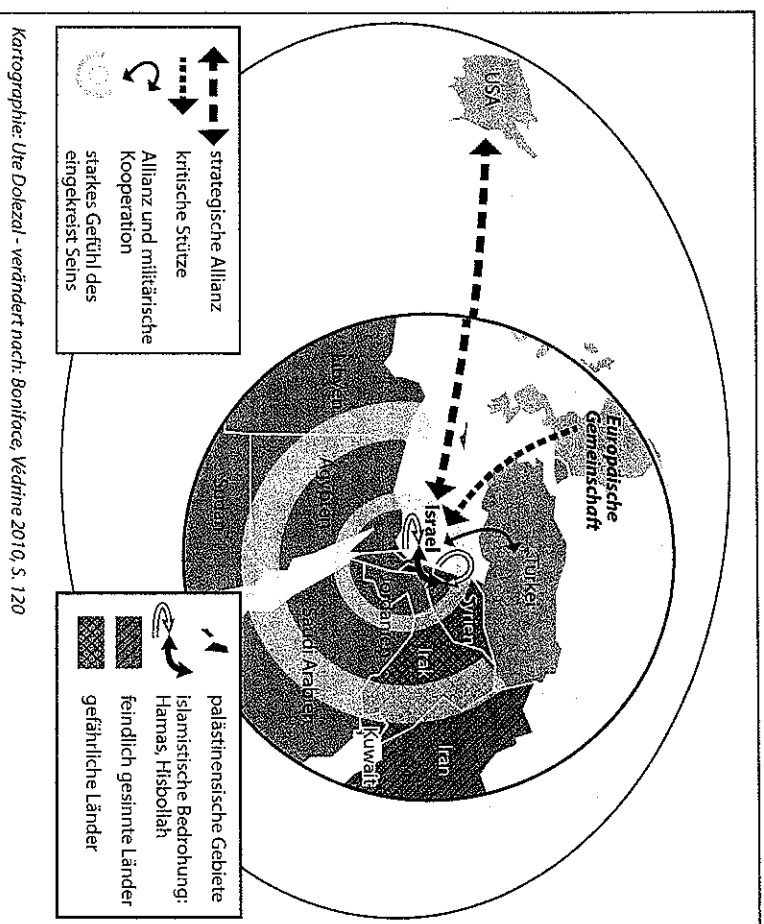 USA
Europäische
Gemeinschaft
Türkei
Israel
Syrien
Libyen
Ägypten
Jordanien
Irak
Iran
Sudan
Saudi Arabien
Kuwait
strategische Allianz
kritische Stütze
Allianz und militärische
Kooperation
starkes Gefühl des
eingekreist Seins
palästinensische Gebiete
islamistische Bedrohung:
Hamas, Hisbollah
feindlich gesinnte Länder
gefährliche Länder
Kartographie: Ute Dolezal - verändert nach: Boniface, Védrine 2010, S. 120